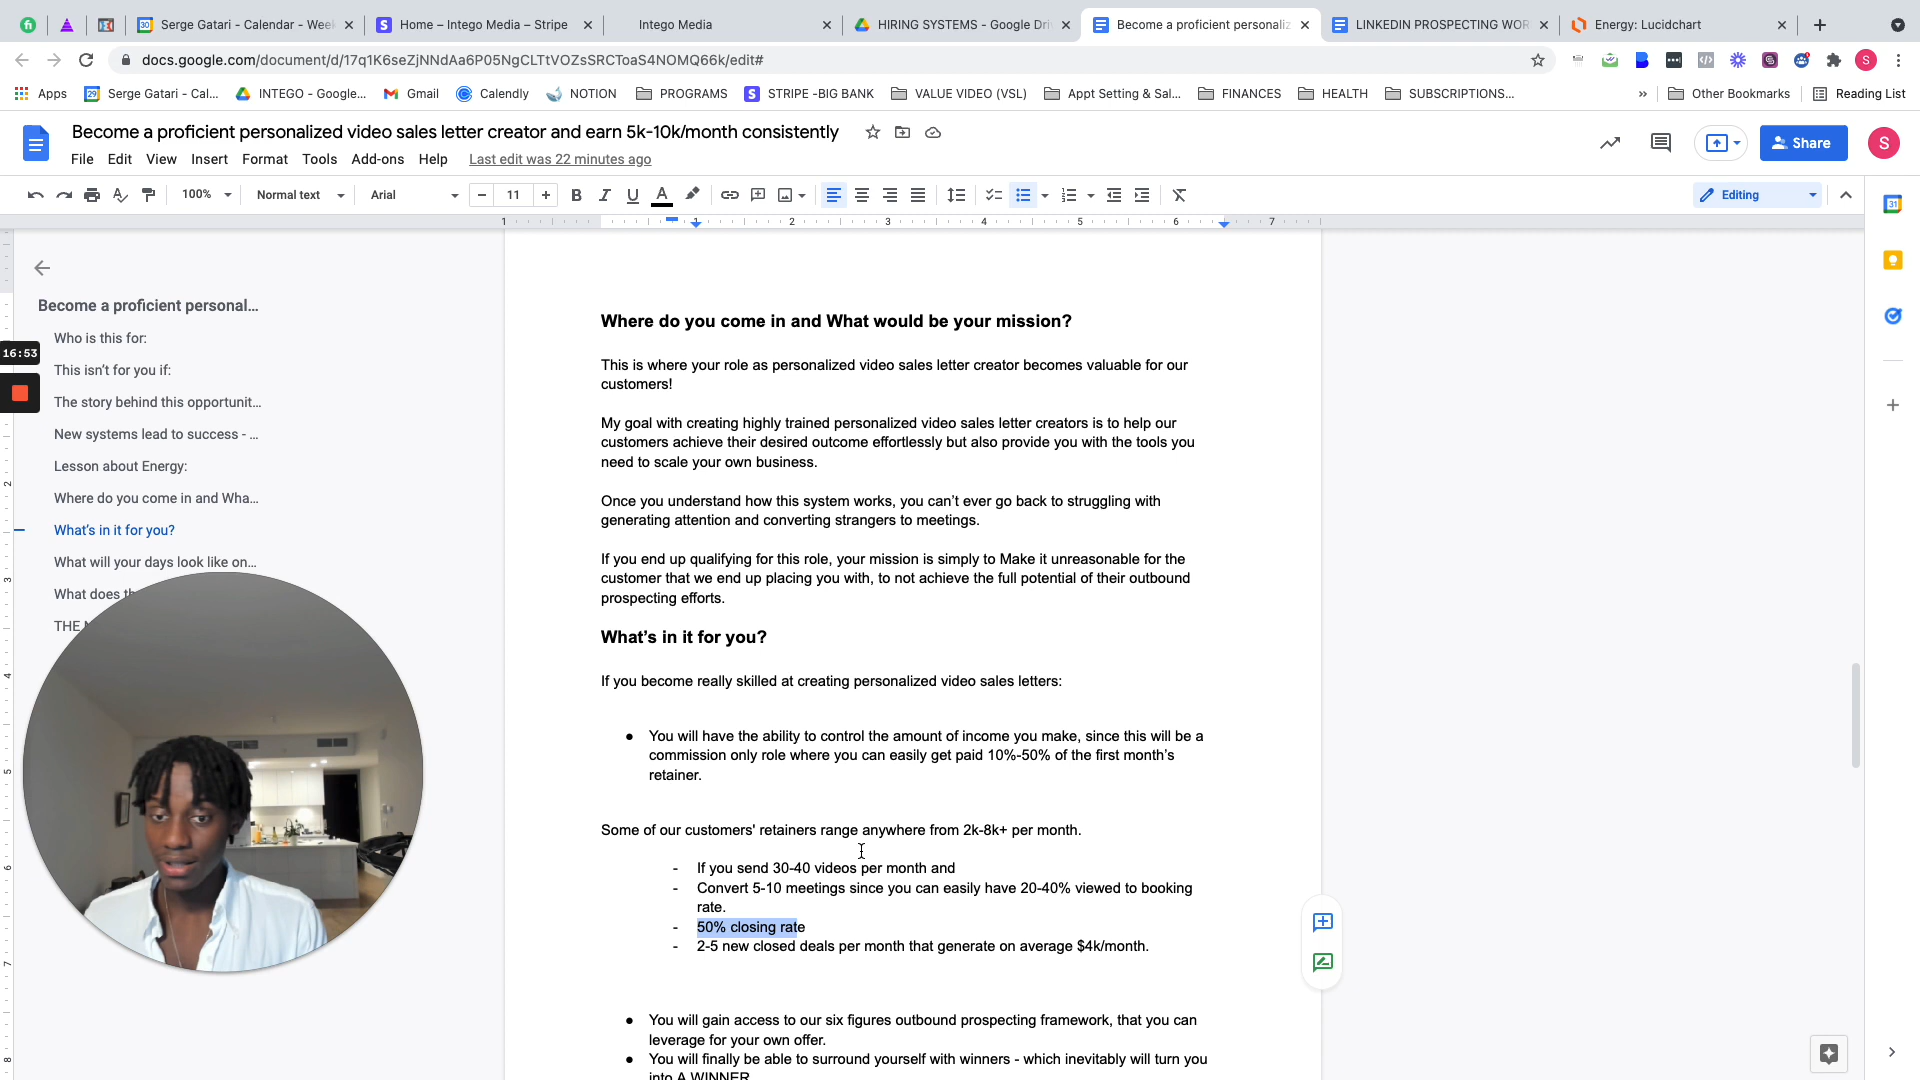 Serge Gatari - Calendar - Week
Home – Intego Media – Stripe
Intego Media
HIRING SYSTEMS - Google Dri
Become a proficient personaliz
LINKEDIN PROSPECTING WOR
Energy: Lucidchart
docs.google.com/document/d/17q1K6seZjNNdAa6P05NgCLTtVOZsSRCToaS4NOMQ66k/edit#
Apps
Serge Gatari - Cal...
INTEGO - Google...
Gmail
Calendly
NOTION
PROGRAMS
STRIPE -BIG BANK
VALUE VIDEO (VSL)
Appt Setting & Sal...
FINANCES
HEALTH
SUBSCRIPTIONS...
»
Other Bookmarks
Reading List
Become a proficient personalized video sales letter creator and earn 5k-10k/month consistently
File Edit View Insert Format Tools Add-ons Help Last edit was 22 minutes ago
Share
S
100% Normal text Arial 11 Editing
1 1 2 3 4 5 6 7
Become a proficient personal...
Who is this for:
This isn't for you if:
The story behind this opportunit...
New systems lead to success - ...
Lesson about Energy:
Where do you come in and Wha...
What's in it for you?
What will your days look like on...
What does th
THE
16:53
Where do you come in and What would be your mission?
This is where your role as personalized video sales letter creator becomes valuable for our
customers!
My goal with creating highly trained personalized video sales letter creators is to help our
customers achieve their desired outcome effortlessly but also provide you with the tools you
need to scale your own business.
Once you understand how this system works, you can't ever go back to struggling with
generating attention and converting strangers to meetings.
If you end up qualifying for this role, your mission is simply to Make it unreasonable for the
customer that we end up placing you with, to not achieve the full potential of their outbound
prospecting efforts.
What's in it for you?
If you become really skilled at creating personalized video sales letters:
● You will have the ability to control the amount of income you make, since this will be a
commission only role where you can easily get paid 10%-50% of the first month's
retainer.
Some of our customers' retainers range anywhere from 2k-8k+ per month.
- If you send 30-40 videos per month and
- Convert 5-10 meetings since you can easily have 20-40% viewed to booking
rate.
- 50% closing rate
- 2-5 new closed deals per month that generate on average $4k/month.
● You will gain access to our six figures outbound prospecting framework, that you can
leverage for your own offer.
● You will finally be able to surround yourself with winners - which inevitably will turn you
into A WINNER